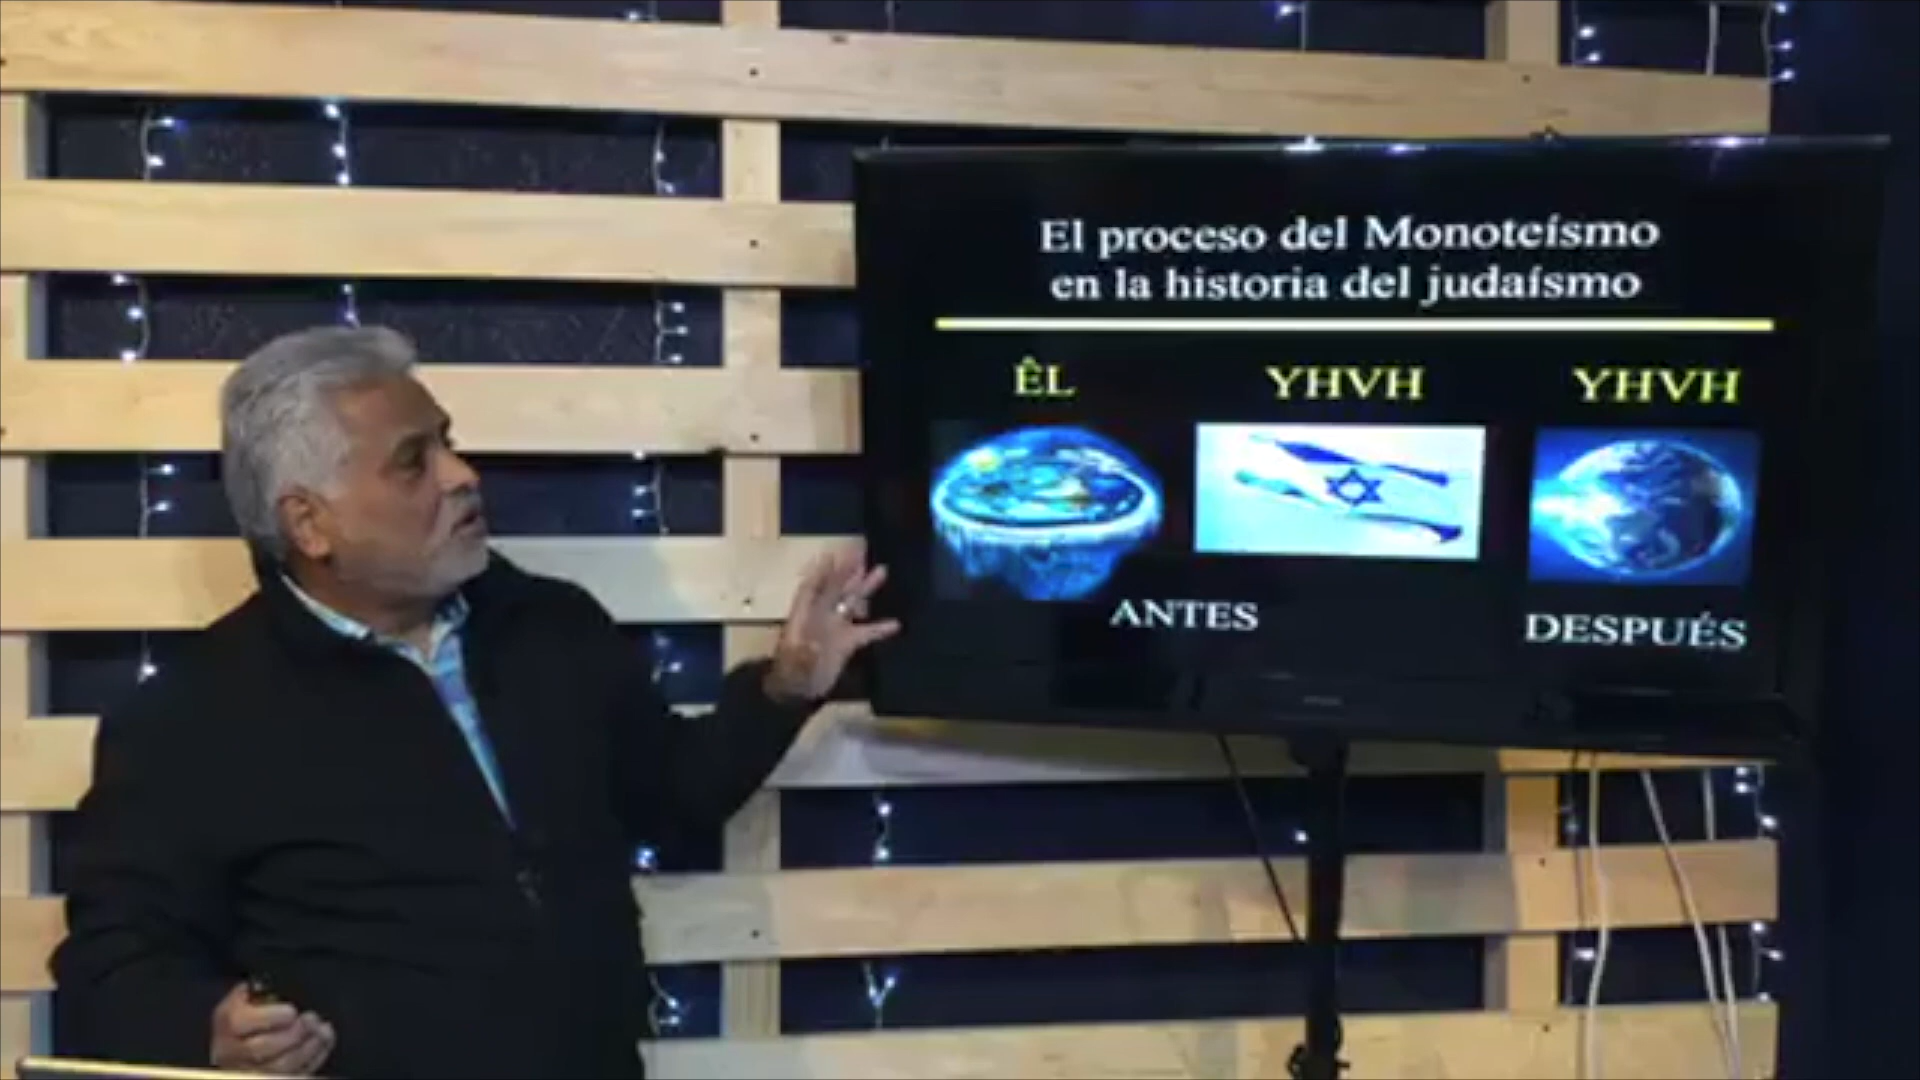 El proceso del Monoteísmo
en la historia del judaísmo
ÊL YHVH YHVH
ANTES DESPUÉS